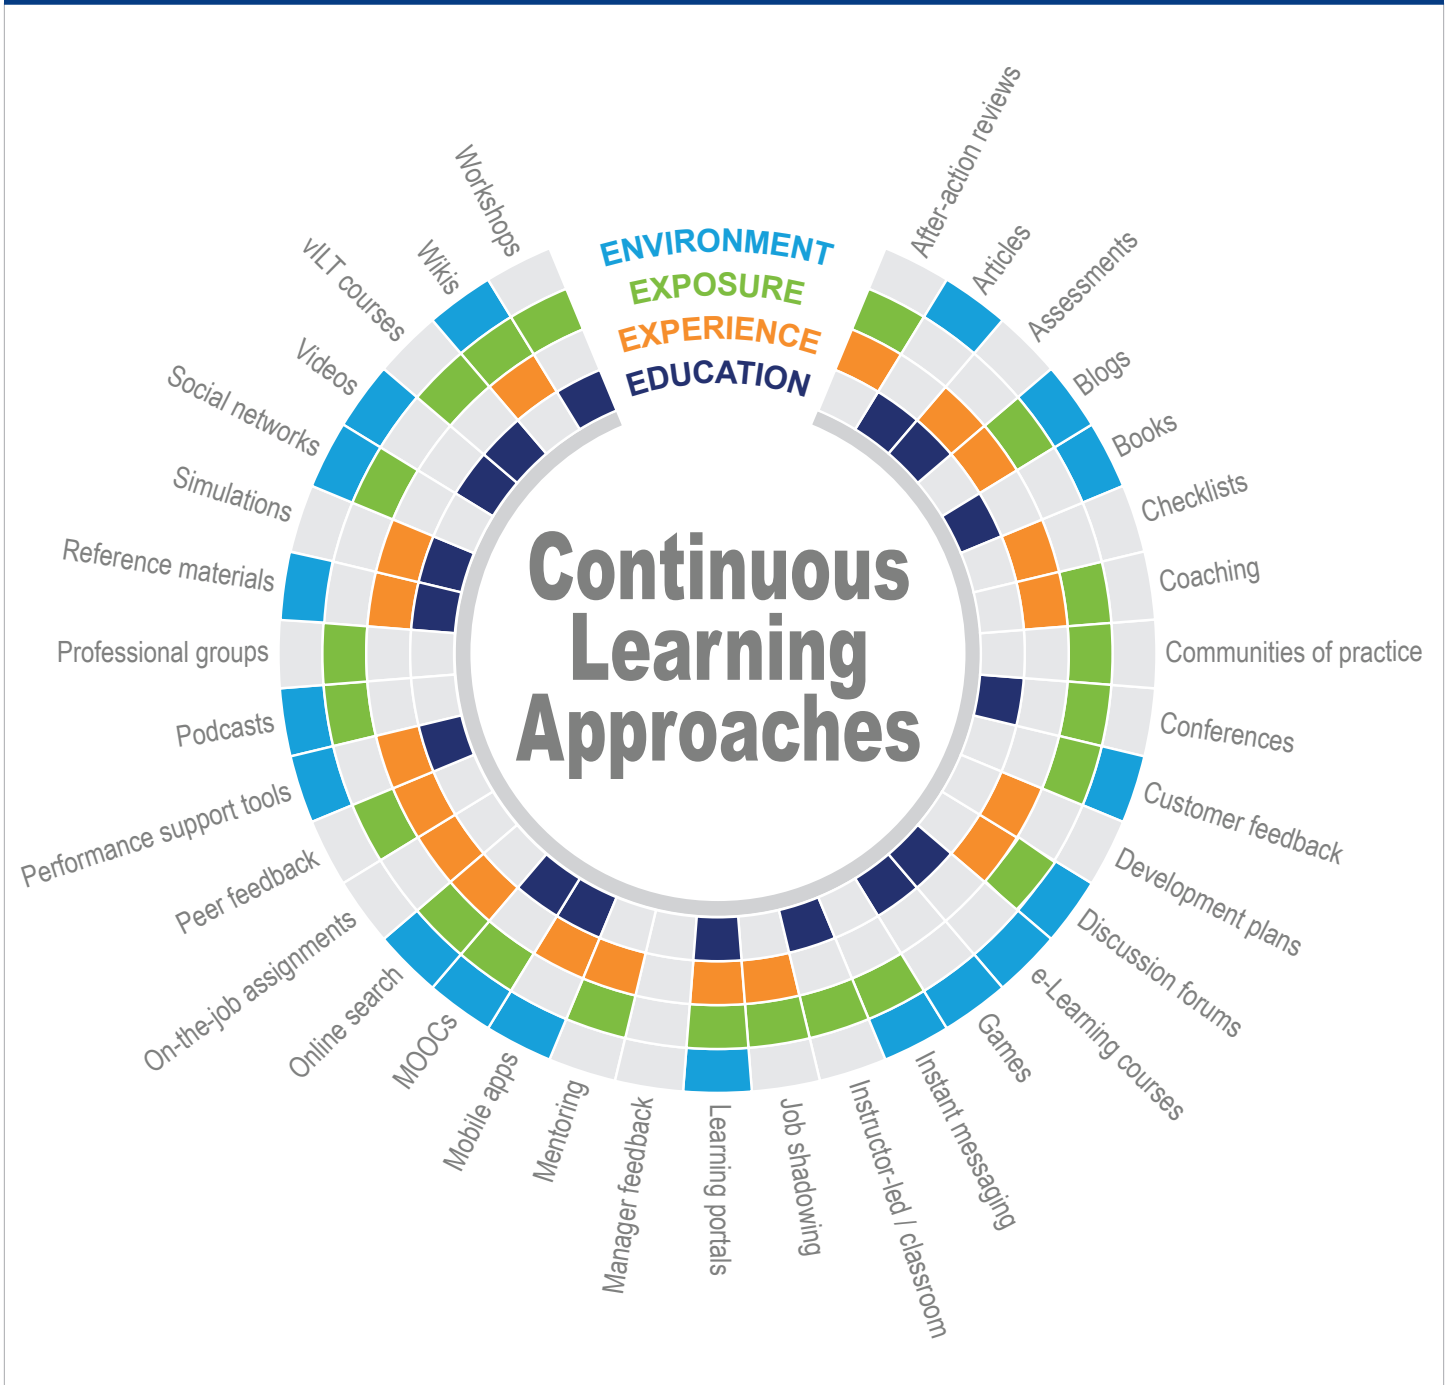 ENVIRONMENT
EXPOSURE
EXPERIENCE
EDUCATION
Continuous
Learning
Approaches
After-action reviews
Articles
Assessments
Blogs
Books
Checklists
Coaching
Communities of practice
Conferences
Customer feedback
Development plans
Discussion forums
e-Learning courses
Games
Instant messaging
Instructor-led / classroom
Job shadowing
Learning portals
Manager feedback
Mentoring
Mobile apps
MOOCs
Online search
On-the-job assignments
Peer feedback
Performance support tools
Podcasts
Professional groups
Reference materials
Simulations
Social networks
Videos
vILT courses
Wikis
Workshops